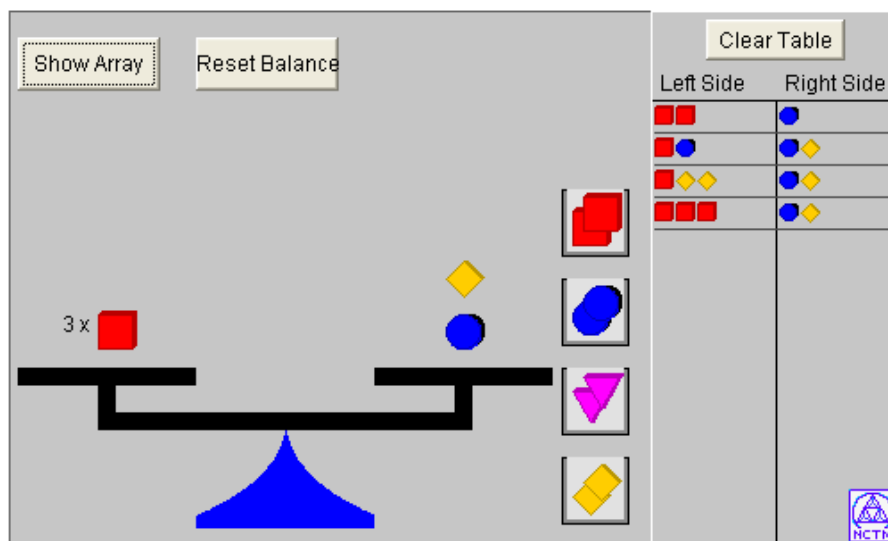 Show Array
Reset Balance
3 x
Clear Table
Left Side Right Side
NCTM